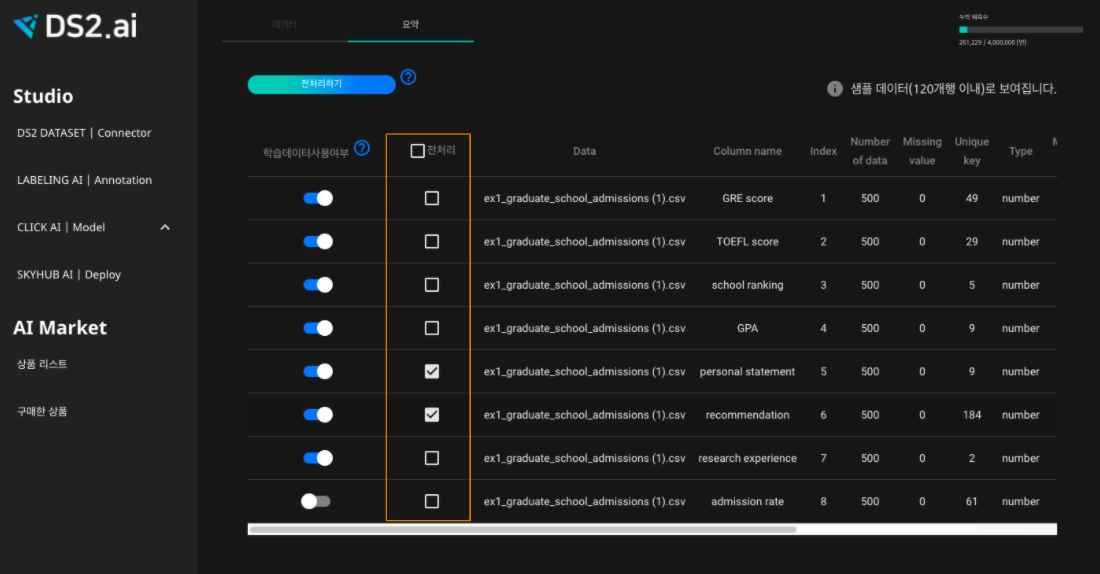 DS2.ai
데이터
요약
누적 예측수
261,229 / 4,000,000 (번)
전처리하기
?
i 샘플 데이터(120개행 이내)로 보여집니다.
Studio
DS2 DATASET | Connector
LABELING AI | Annotation
CLICK AI | Model
SKYHUB AI | Deploy
AI Market
상품 리스트
구매한 상품
학습데이터사용여부 ? 전처리 Data Column name Index Number of data Missing value Unique key Type M
ex1_graduate_school_admissions (1).csv GRE score 1 500 0 49 number
ex1_graduate_school_admissions (1).csv TOEFL score 2 500 0 29 number
ex1_graduate_school_admissions (1).csv school ranking 3 500 0 5 number
ex1_graduate_school_admissions (1).csv GPA 4 500 0 9 number
ex1_graduate_school_admissions (1).csv personal statement 5 500 0 9 number
ex1_graduate_school_admissions (1).csv recommendation 6 500 0 184 number
ex1_graduate_school_admissions (1).csv research experience 7 500 0 2 number
ex1_graduate_school_admissions (1).csv admission rate 8 500 0 61 number